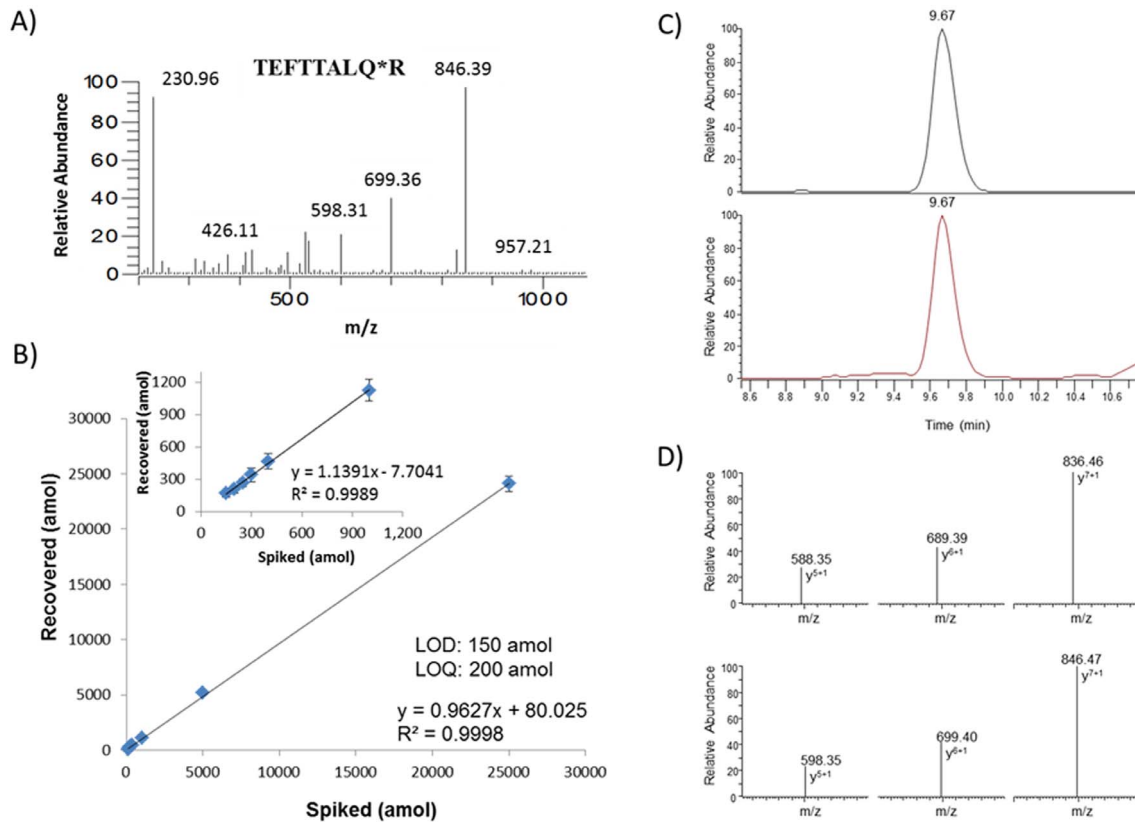 A)
TEFTTALQ*R
230.96
846.39
699.36
598.31
426.11
957.21
100
80
60
40
20
0
Relative Abundance
500
1000
m/z
B)
30000
25000
20000
15000
10000
5000
0
Recovered (amol)
1200
900
600
300
0
Recovered (amol)
y = 1.1391x - 7.7041
R² = 0.9989
0
300
600
900
1,200
Spiked (amol)
LOD: 150 amol
LOQ: 200 amol
y = 0.9627x + 80.025
R² = 0.9998
0
5000
10000
15000
20000
25000
30000
Spiked (amol)
C)
9.67
100
80
60
40
20
0
Relative Abundance
9.67
100
80
60
40
20
0
Relative Abundance
8.6
8.8
9.0
9.2
9.4
9.6
9.8
10.0
10.2
10.4
10.6
Time (min)
D)
100
80
60
40
20
0
Relative Abundance
588.35
y5+1
689.39
y6+1
836.46
y7+1
m/z
m/z
m/z
100
80
60
40
20
0
Relative Abundance
598.35
y5+1
699.40
y6+1
846.47
y7+1
m/z
m/z
m/z